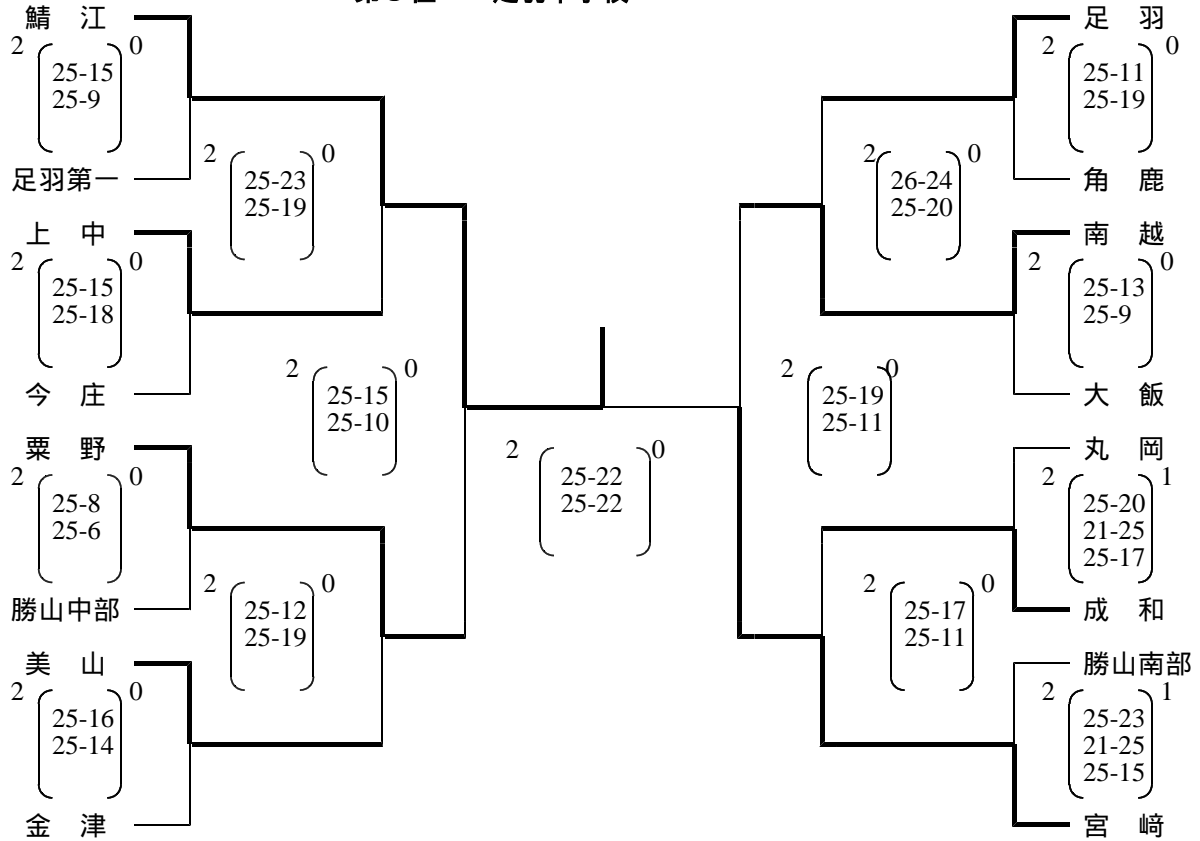 鯖　江
2 0
25-15
25-9
足羽第一
上　中
2 0
25-15
25-18
今　庄
粟　野
2 0
25-8
25-6
勝山中部
美　山
2 0
25-16
25-14
金　津
2 0
25-23
25-19
2 0
25-12
25-19
2 0
25-15
25-10
2 0
25-22
25-22
2 0
25-19
25-11
2 0
26-24
25-20
2 0
25-17
25-11
足　羽
2 0
25-11
25-19
角　鹿
南　越
2 0
25-13
25-9
大　飯
丸　岡
2 1
25-20
21-25
25-17
成　和
勝山南部
2 1
25-23
21-25
25-15
宮　﨑